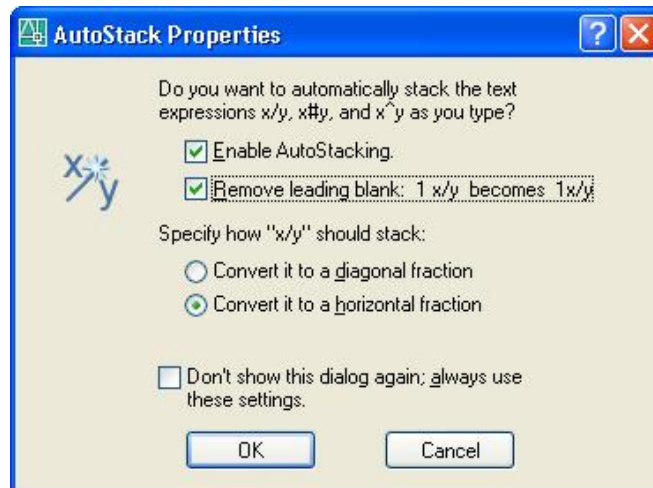 AutoStack Properties
Do you want to automatically stack the text
expressions x/y, x#y, and x^y as you type?
x/y
Enable AutoStacking.
Remove leading blank: 1 x/y becomes 1x/y
Specify how "x/y" should stack:
Convert it to a diagonal fraction
Convert it to a horizontal fraction
Don't show this dialog again; always use
these settings.
OK Cancel